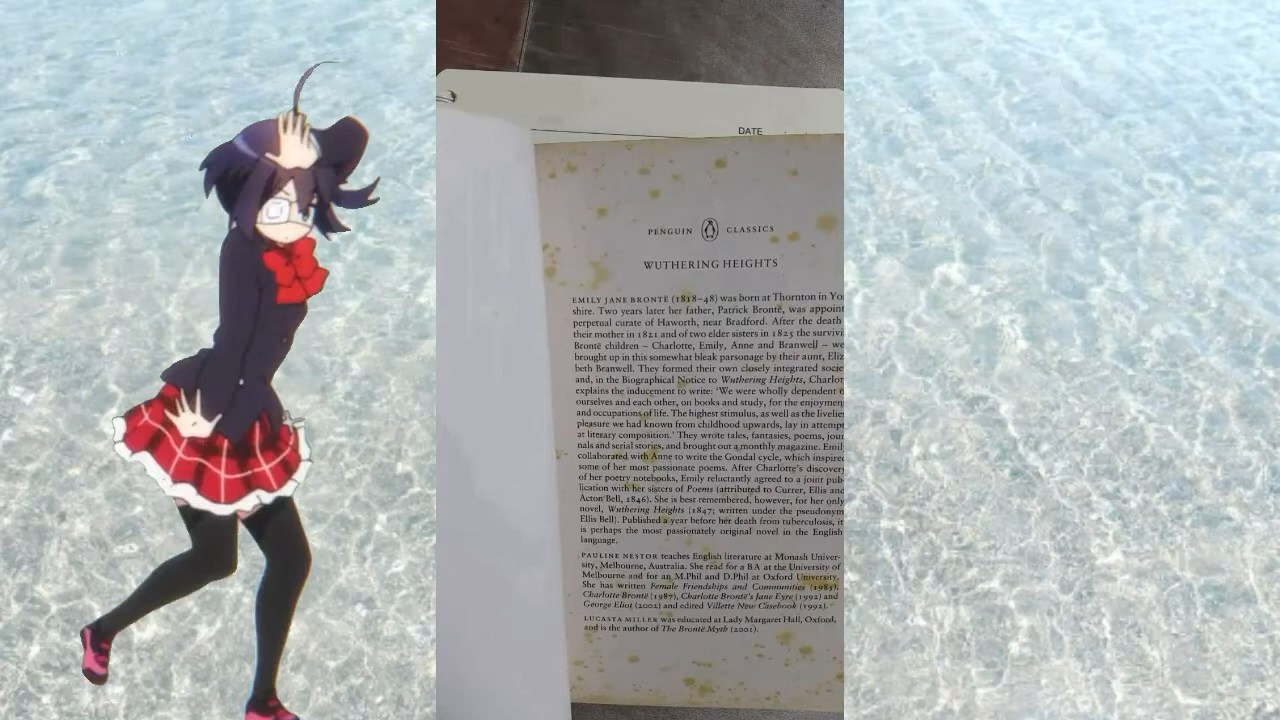 DATE
PENGUIN CLASSICS
WUTHERING HEIGHTS
EMILY JANE BRONTË (1818–48) was born at Thornton in Yo
shire. Two years later her father, Patrick Brontë, was appoint
perpetual curate of Haworth, near Bradford. After the death
their mother in 1821 and of two elder sisters in 1825 the survivi
Brontë children – Charlotte, Emily, Anne and Branwell – we
brought up in this somewhat bleak parsonage by their aunt, Eliz
beth Branwell. They formed their own closely integrated socie
and, in the Biographical Notice to Wuthering Heights, Charlot
explains the inducement to write: 'We were wholly dependent o
ourselves and each other, on books and study, for the enjoymen
and occupations of life. The highest stimulus, as well as the livelies
pleasure we had known from childhood upwards, lay in attempt
at literary composition.' They wrote tales, fantasies, poems, jour
nals and serial stories, and brought out a monthly magazine. Emil
collaborated with Anne to write the Gondal cycle, which inspire
some of her most passionate poems. After Charlotte's discovery
of her poetry notebooks, Emily reluctantly agreed to a joint pub-
lication with her sisters of Poems (attributed to Currer, Ellis and
Acton Bell, 1846). She is best remembered, however, for her only
novel, Wuthering Heights (1847; written under the pseudonym
Ellis Bell). Published a year before her death from tuberculosis, it
is perhaps the most passionately original novel in the English
language.
PAULINE NESTOR teaches English literature at Monash Univer-
sity, Melbourne, Australia. She read for a BA at the University of
Melbourne and for an M.Phil and D.Phil at Oxford University.
She has written Female Friendships and Communities (1985),
Charlotte Brontë (1987), Charlotte Brontë's Jane Eyre (1992) and
George Eliot (2002) and edited Villette New Casebook (1992).
LUCASTA MILLER was educated at Lady Margaret Hall, Oxford,
and is the author of The Brontë Myth (2001).